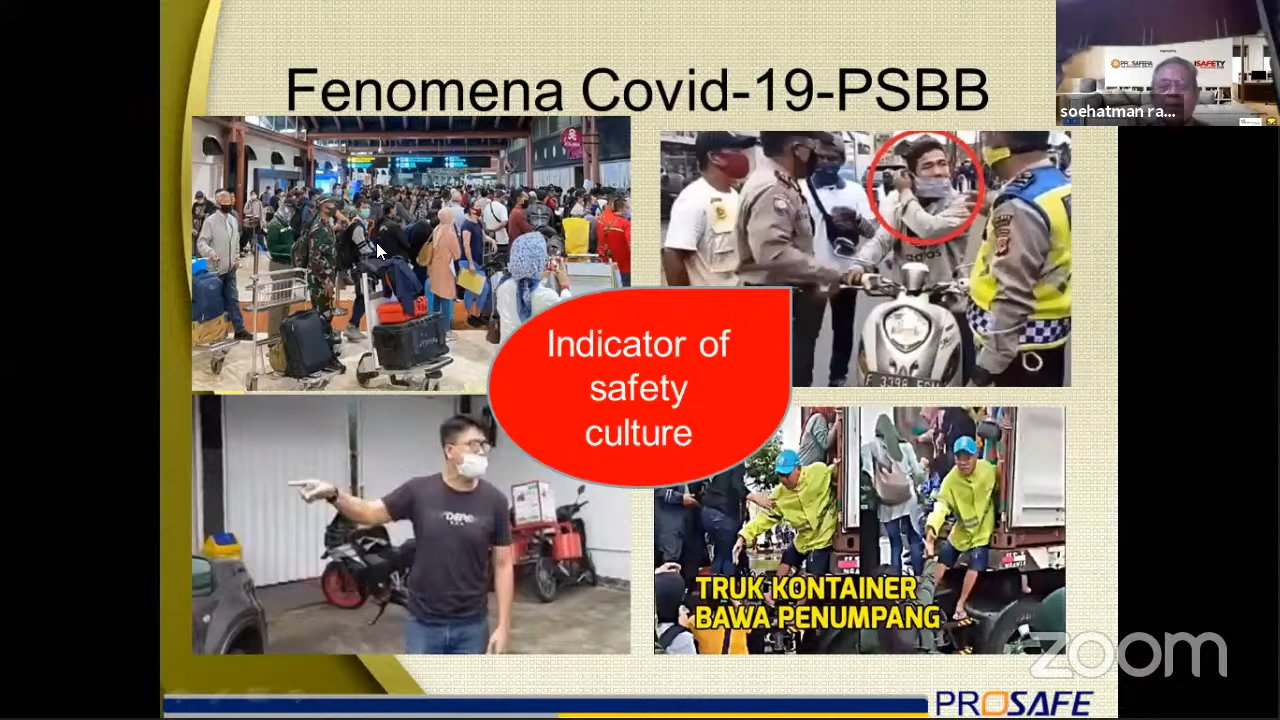 Fenomena Covid-19-PSBB
soehatman ra...
Indicator of
safety
culture
TRUK KONTAINER
BAWA PENUMPANG
zoom
PROSAFE